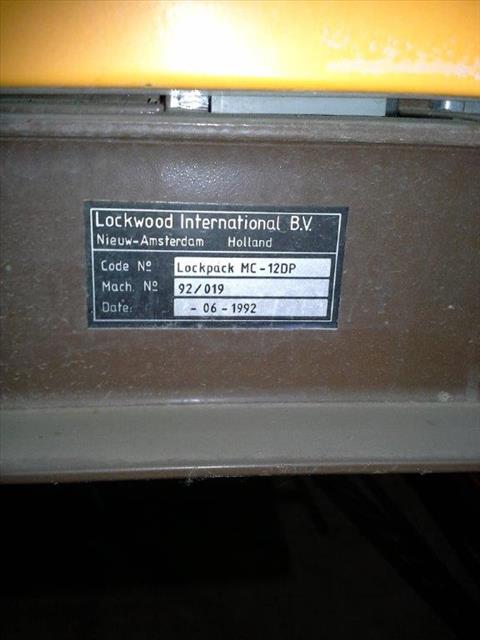 Lockwood International B.V.
Nieuw-Amsterdam Holland
Code Nº Lockpack MC-12DP
Mach. Nº 92/019
Date: - 06 - 1992